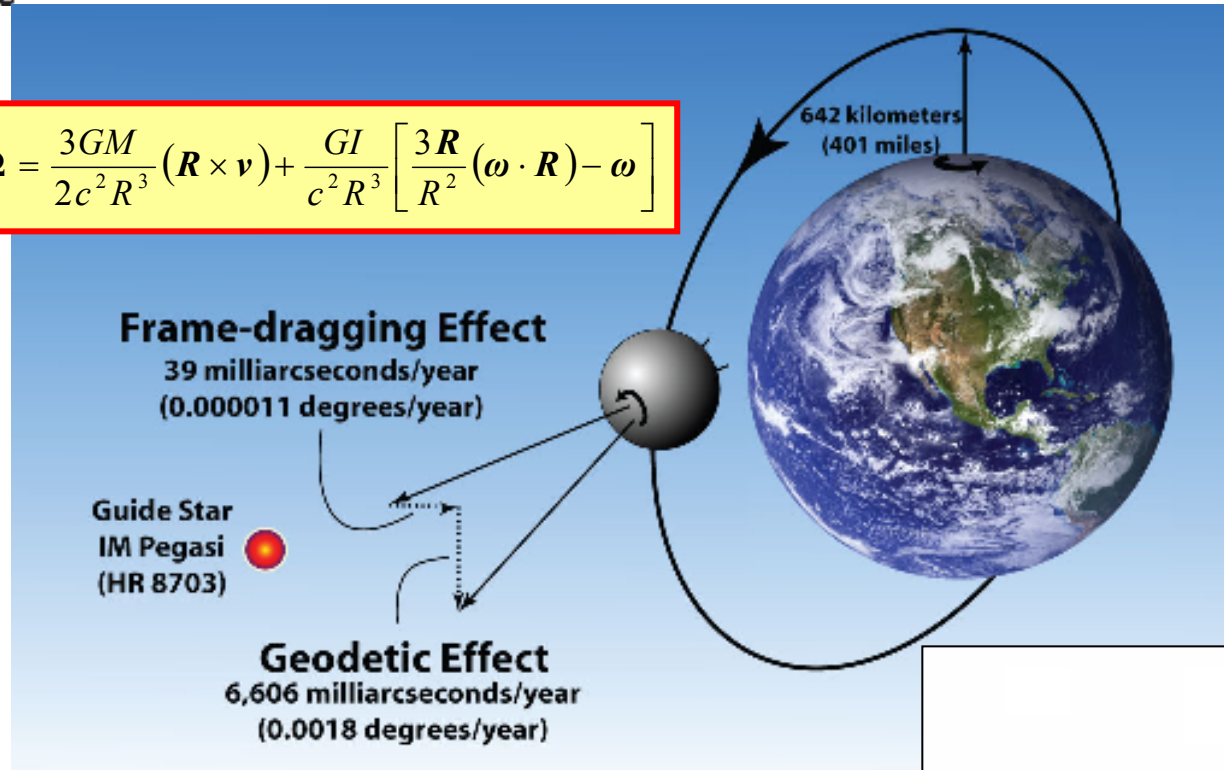 Ω = 3GM/2c²R³ (R × v) + GI/c²R³ [3R/R² (ω · R) − ω]
642 kilometers
(401 miles)
Frame-dragging Effect
39 milliarcseconds/year
(0.000011 degrees/year)
Guide Star
IM Pegasi
(HR 8703)
Geodetic Effect
6,606 milliarcseconds/year
(0.0018 degrees/year)